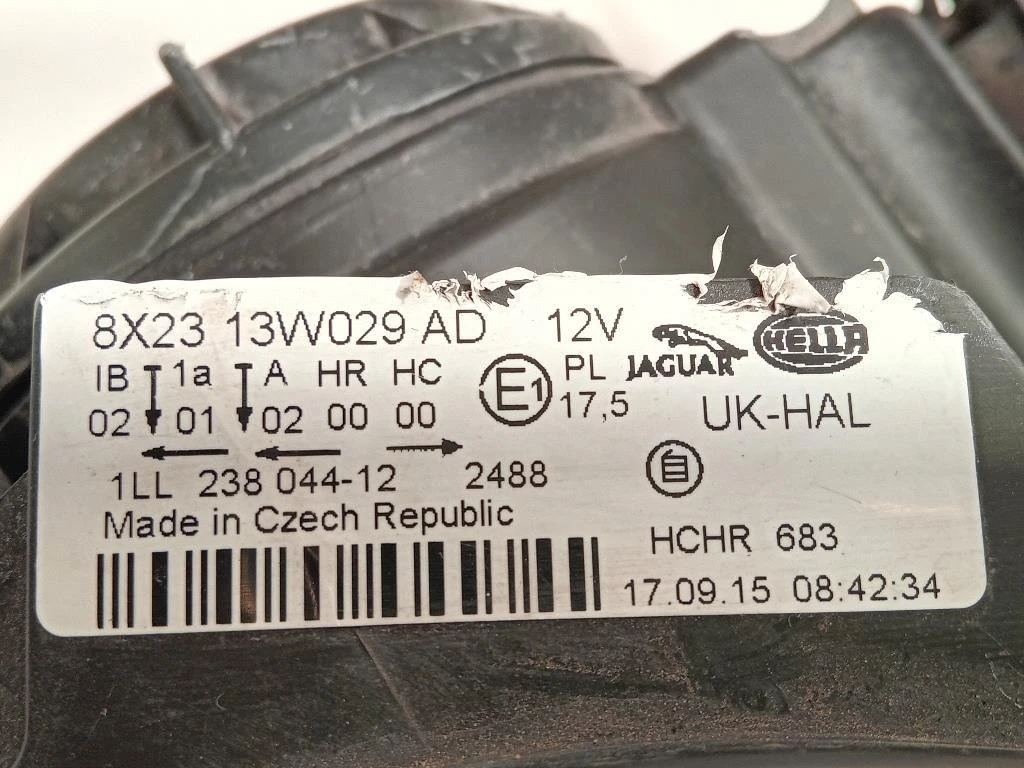 8X23 13W029 AD 12V
IB 1a A HR HC E1 PL JAGUAR HELLA
02 01 02 00 00 17,5 UK-HAL
1LL 238 044-12 2488
Made in Czech Republic
HCHR 683
17.09.15 08:42:34